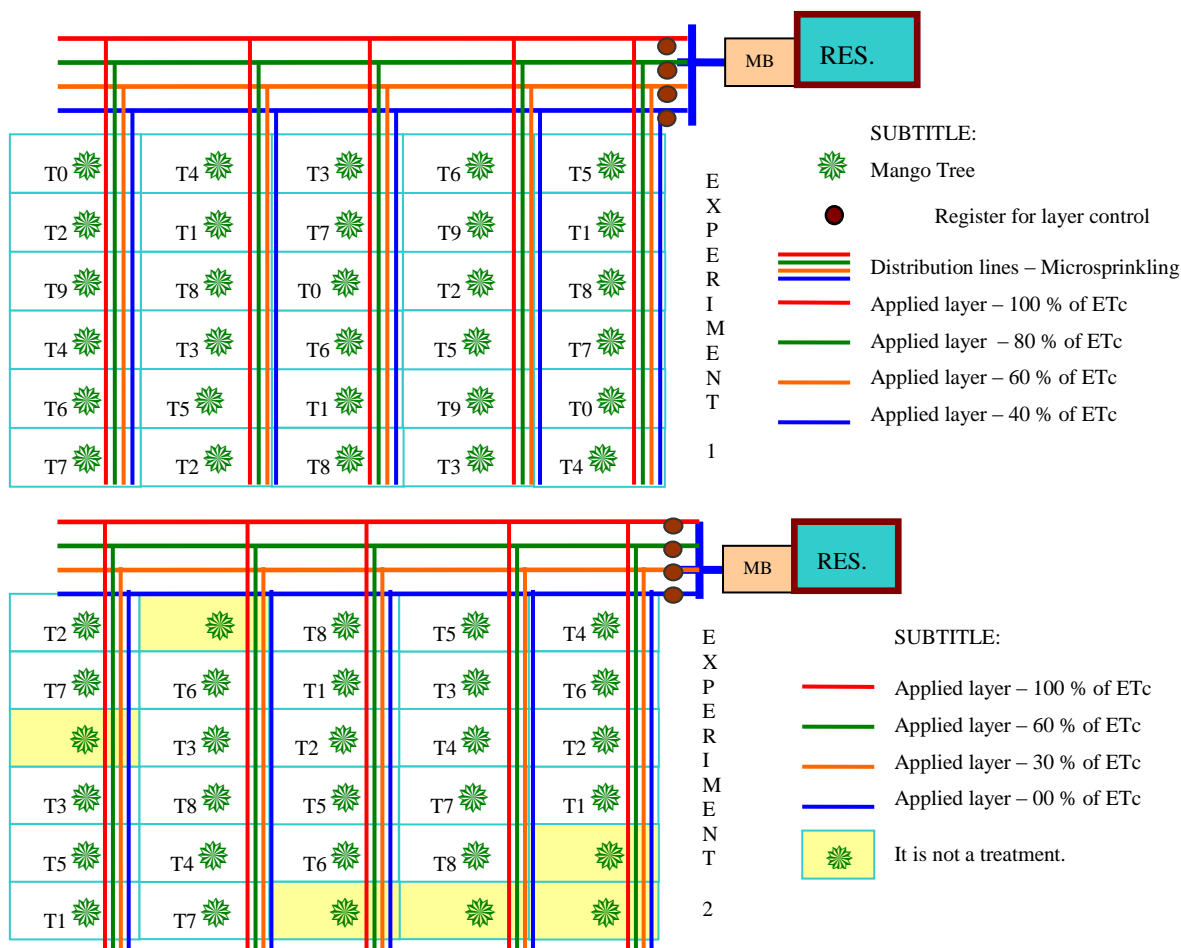 MB
RES.
SUBTITLE:
Mango Tree
Register for layer control
Distribution lines – Microsprinkling
Applied layer – 100 % of ETc
Applied layer – 80 % of ETc
Applied layer – 60 % of ETc
Applied layer – 40 % of ETc
T0 T4 T3 T6 T5
T2 T1 T7 T9 T1
T9 T8 T0 T2 T8
T4 T3 T6 T5 T7
T6 T5 T1 T9 T0
T7 T2 T8 T3 T4
EXPERIMENT 1
MB
RES.
SUBTITLE:
Applied layer – 100 % of ETc
Applied layer – 60 % of ETc
Applied layer – 30 % of ETc
Applied layer – 00 % of ETc
It is not a treatment.
T2 T8 T5 T4
T7 T6 T1 T3 T6
T3 T2 T4 T2
T3 T8 T5 T7 T1
T5 T4 T6 T8
T1 T7
EXPERIMENT 2